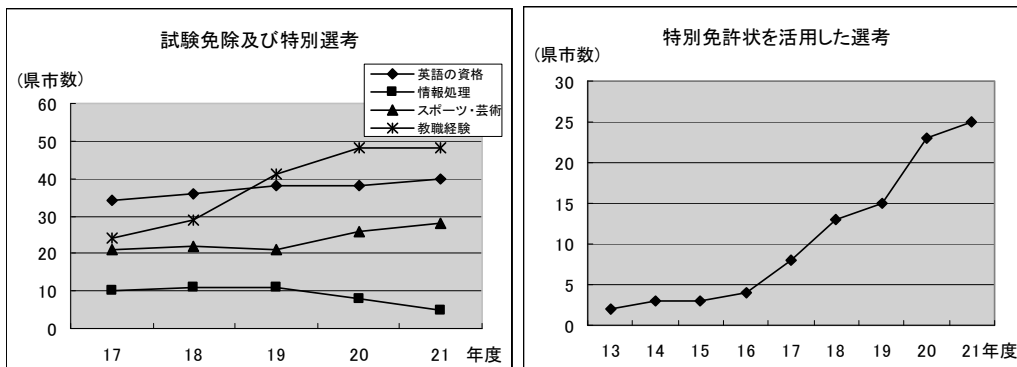 試験免除及び特別選考
(県市数)
英語の資格
情報処理
スポーツ・芸術
教職経験
60
50
40
30
20
10
0
17 18 19 20 21 年度
特別免許状を活用した選考
(県市数)
30
25
20
15
10
5
0
13 14 15 16 17 18 19 20 21 年度